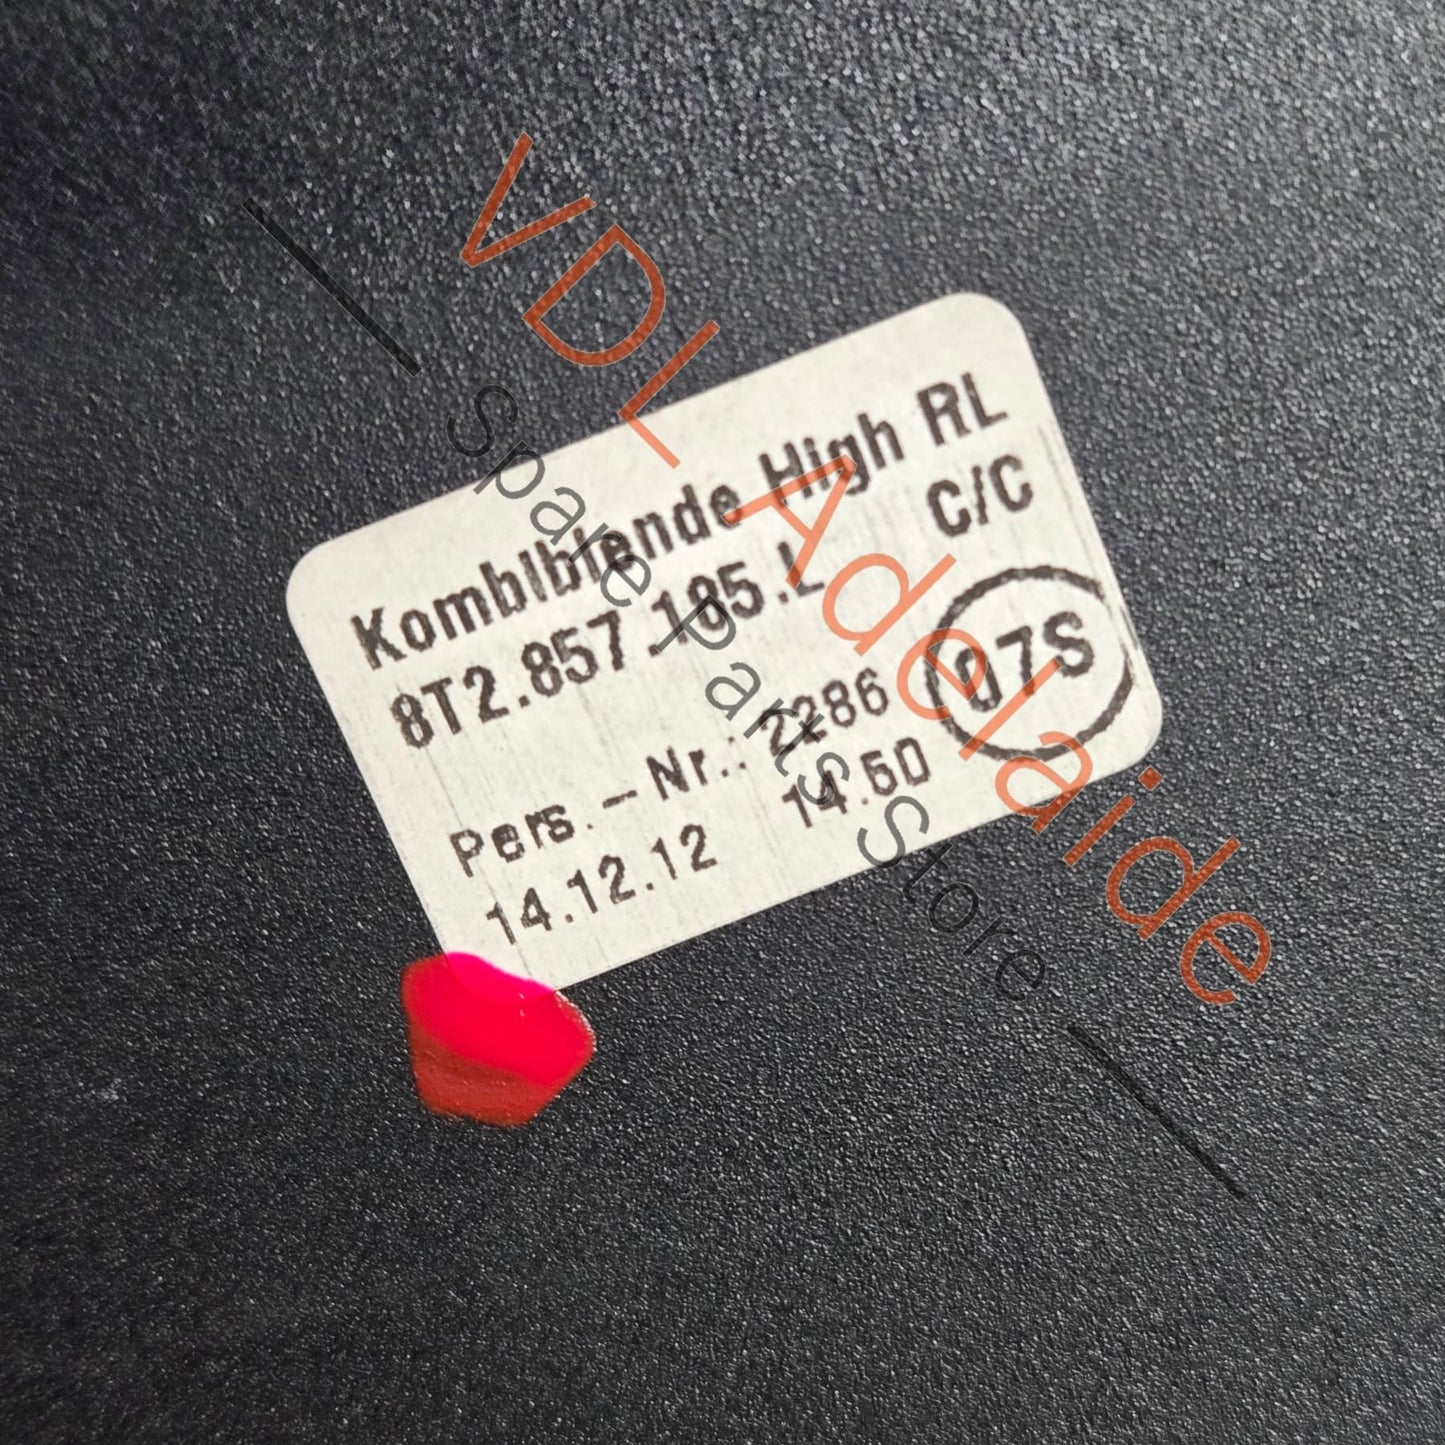 Kombiblende High RL
8T2.857.185.L C/C
07S
Pers.-Nr.: 2286
14.12.12 14.50
VDL Adelaide
Spare Parts Store